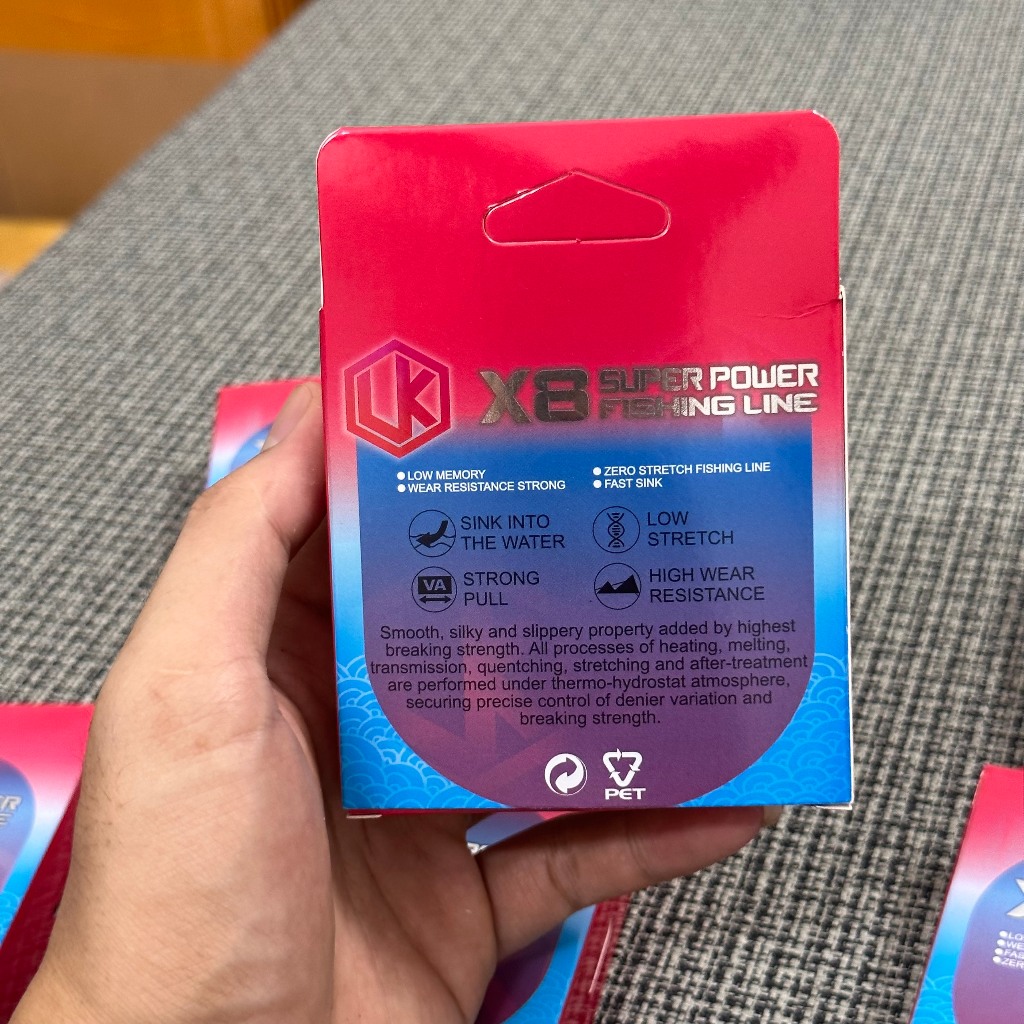 UK
X8 SUPER POWER
FISHING LINE
● LOW MEMORY
● WEAR RESISTANCE STRONG
● ZERO STRETCH FISHING LINE
● FAST SINK
SINK INTO
THE WATER
LOW
STRETCH
VA
STRONG
PULL
HIGH WEAR
RESISTANCE
Smooth, silky and slippery property added by highest
breaking strength. All processes of heating, melting,
transmission, quentching, stretching and after-treatment
are performed under thermo-hydrostat atmosphere,
securing precise control of denier variation and
breaking strength.
PET